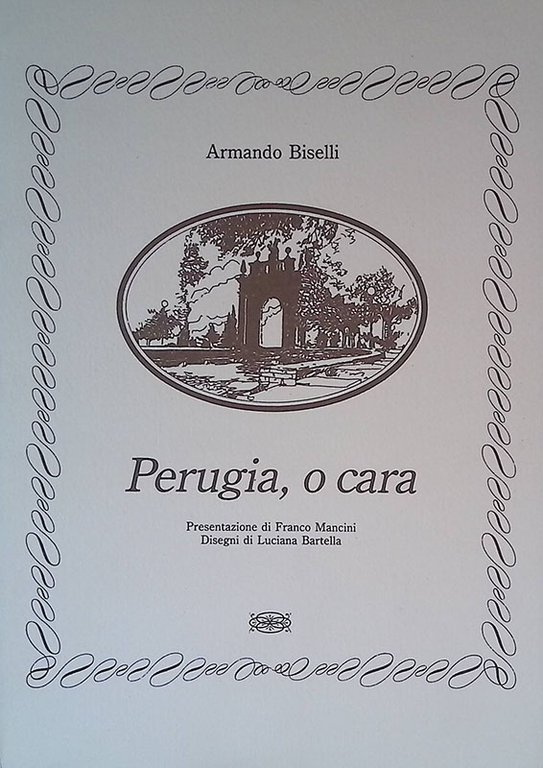 Armando Biselli
Perugia, o cara
Presentazione di Franco Mancini
Disegni di Luciana Bartella